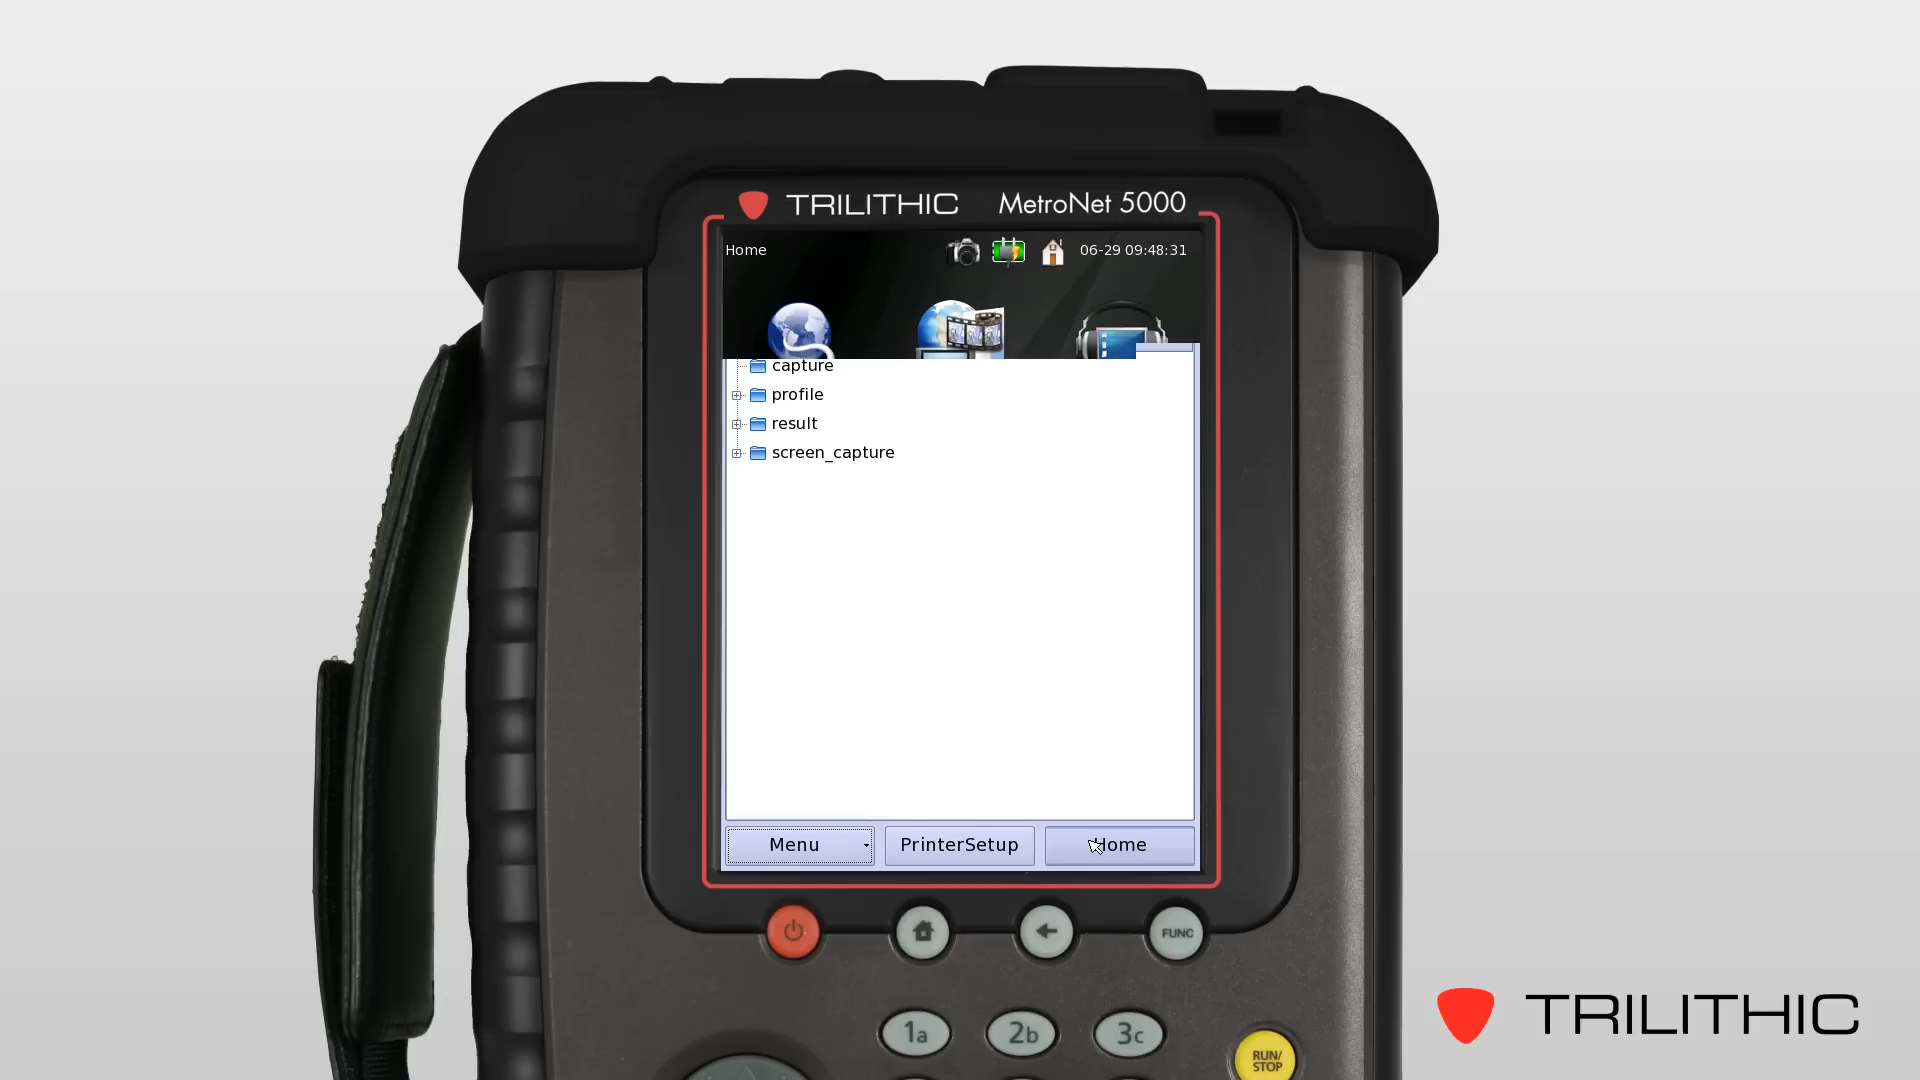 TRILITHIC MetroNet 5000
Home 06-29 09:48:31
capture
profile
result
screen_capture
Menu PrinterSetup Home
FUNC
1a 2b 3c
RUN/
STOP
TRILITHIC